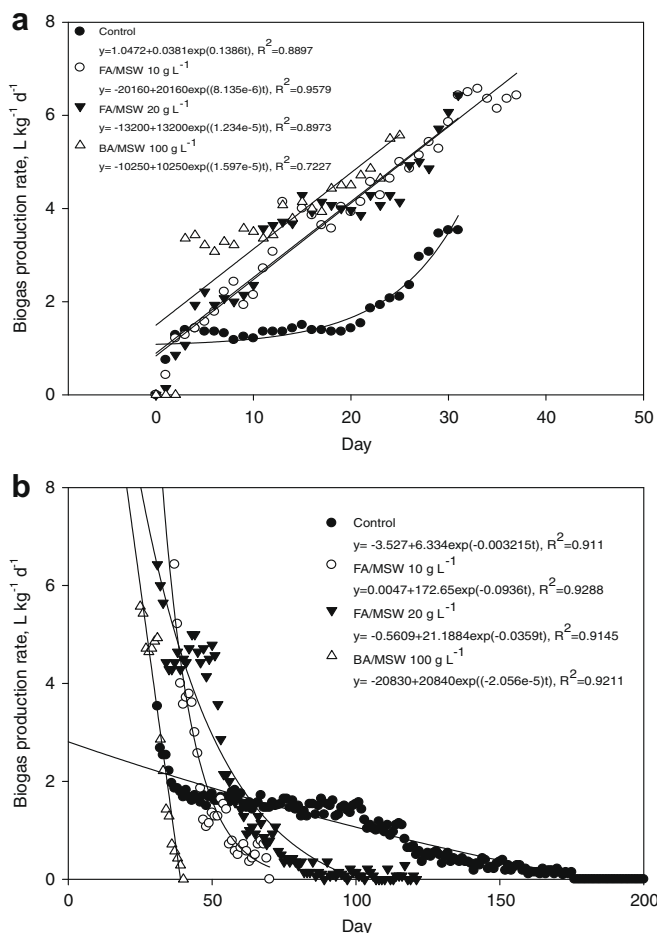 a
8
6
4
2
0
Biogas production rate, L kg⁻¹ d⁻¹
Control
y=1.0472+0.0381exp(0.1386t), R²=0.8897
FA/MSW 10 g L⁻¹
y= -20160+20160exp((8.135e-6)t), R²=0.9579
FA/MSW 20 g L⁻¹
y= -13200+13200exp((1.234e-5)t), R²=0.8973
BA/MSW 100 g L⁻¹
y= -10250+10250exp((1.597e-5)t), R²=0.7227
0 10 20 30 40 50
Day
b
8
6
4
2
0
Biogas production rate, L kg⁻¹ d⁻¹
Control
y= -3.527+6.334exp(-0.003215t), R²=0.911
FA/MSW 10 g L⁻¹
y=0.0047+172.65exp(-0.0936t), R²=0.9288
FA/MSW 20 g L⁻¹
y= -0.5609+21.1884exp(-0.0359t), R²=0.9145
BA/MSW 100 g L⁻¹
y= -20830+20840exp((-2.056e-5)t), R²=0.9211
0 50 100 150 200
Day